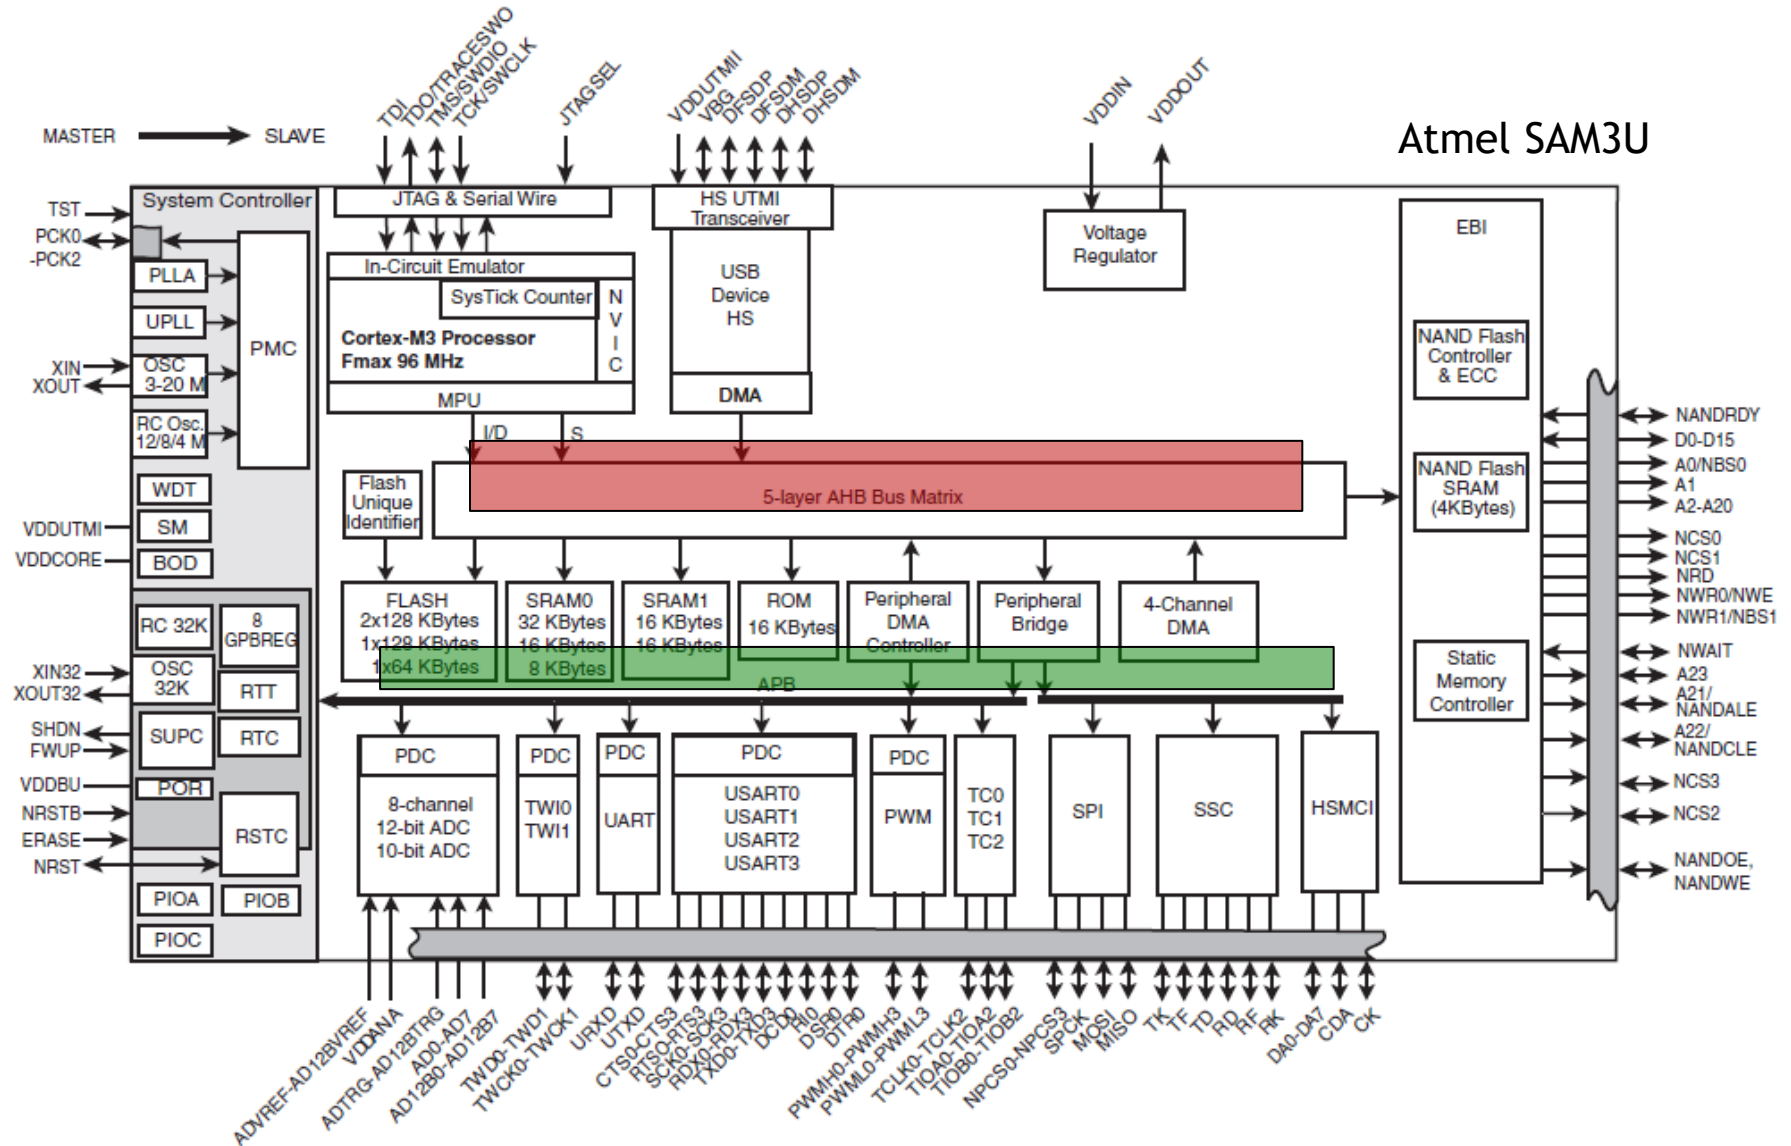 Atmel SAM3U
MASTER
SLAVE
TDI
TDO/TRACESWO
TMS/SWDIO
TCK/SWCLK
JTAGSEL
VDDUTMII
VBG
DFSDP
DFSDM
DHSDP
DHSDM
VDDIN
VDDOUT
TST
PCK0
-PCK2
XIN
XOUT
VDDUTMI
VDDCORE
XIN32
XOUT32
SHDN
FWUP
VDDBU
NRSTB
ERASE
NRST
System Controller
PLLA
UPLL
OSC
3-20 M
RC Osc.
12/8/4 M
PMC
WDT
SM
BOD
RC 32K
8
GPBREG
OSC
32K
RTT
SUPC
RTC
POR
RSTC
PIOA
PIOB
PIOC
JTAG & Serial Wire
In-Circuit Emulator
SysTick Counter
N
V
I
C
Cortex-M3 Processor
Fmax 96 MHz
MPU
I/D
S
HS UTMI
Transceiver
USB
Device
HS
DMA
Voltage
Regulator
Flash
Unique
Identifier
5-layer AHB Bus Matrix
FLASH
2x128 KBytes
1x128 KBytes
1x64 KBytes
SRAM0
32 KBytes
16 KBytes
8 KBytes
SRAM1
16 KBytes
16 KBytes
ROM
16 KBytes
Peripheral
DMA
Controller
Peripheral
Bridge
4-Channel
DMA
APB
PDC
8-channel
12-bit ADC
10-bit ADC
PDC
TWI0
TWI1
PDC
UART
PDC
USART0
USART1
USART2
USART3
PDC
PWM
TC0
TC1
TC2
SPI
SSC
HSMCI
EBI
NAND Flash
Controller
& ECC
NAND Flash
SRAM
(4KBytes)
Static
Memory
Controller
NANDRDY
D0-D15
A0/NBS0
A1
A2-A20
NCS0
NCS1
NRD
NWR0/NWE
NWR1/NBS1
NWAIT
A23
A21/
NANDALE
A22/
NANDCLE
NCS3
NCS2
NANDOE,
NANDWE
ADVREF-AD12BVREF
VDDANA
ADTRG-AD12BTRG
AD0-AD7
AD12B0-AD12B7
TWD0-TWD1
TWCK0-TWCK1
URXD
UTXD
CTS0-CTS3
RTS0-RTS3
SCK0-SCK3
RDX0-RDX3
TXD0-TXD3
DCD0
RI0
DSR0
DTR0
PWMH0-PWMH3
PWML0-PWML3
TCLK0-TCLK2
TIOA0-TIOA2
TIOB0-TIOB2
NPCS0-NPCS3
SPCK
MOSI
MISO
TK
TF
TD
RD
RF
RK
DA0-DA7
CDA
CK